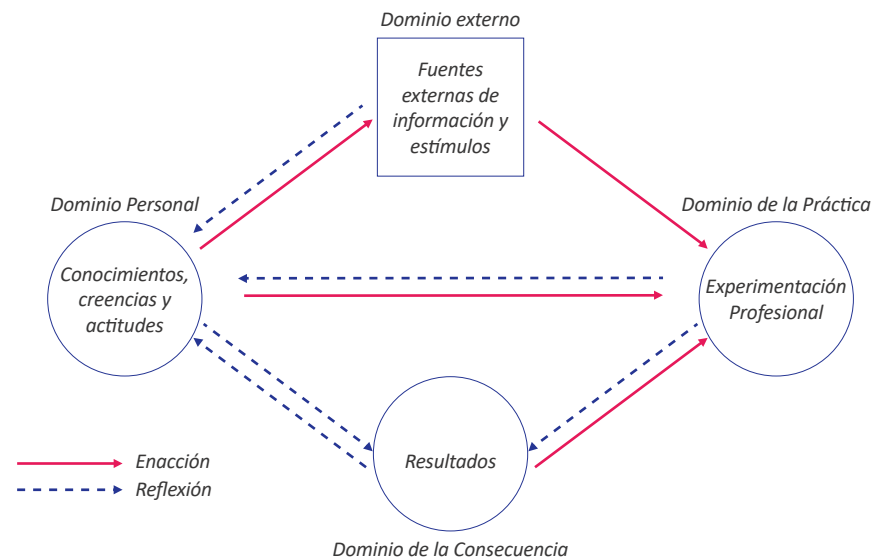 Dominio externo
Fuentes
externas de
información y
estímulos
Dominio Personal
Conocimientos,
creencias y
actitudes
Dominio de la Práctica
Experimentación
Profesional
Resultados
Dominio de la Consecuencia
Enacción
Reflexión